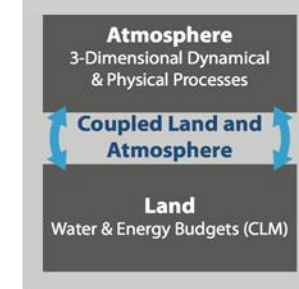 Atmosphere
3-Dimensional Dynamical
& Physical Processes
Coupled Land and
Atmosphere
Land
Water & Energy Budgets (CLM)